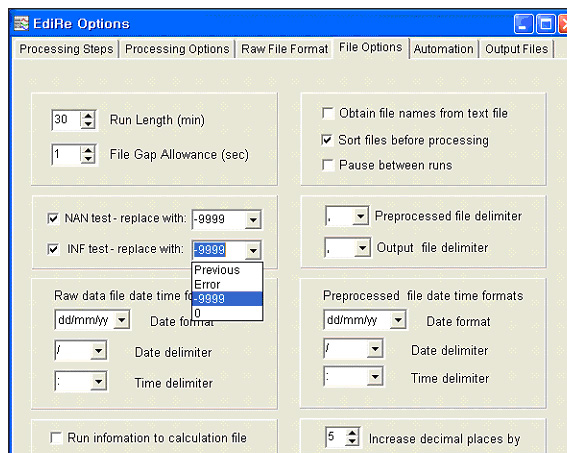 EdiRe Options
Processing Steps Processing Options Raw File Format File Options Automation Output Files
30 Run Length (min)
1 File Gap Allowance (sec)
Obtain file names from text file
Sort files before processing
Pause between runs
NAN test - replace with: -9999
INF test - replace with: -9999
Previous
Error
-9999
0
, Preprocessed file delimiter
, Output file delimiter
Raw data file date time fo
dd/mm/yy Date format
/ Date delimiter
: Time delimiter
Preprocessed file date time formats
dd/mm/yy Date format
/ Date delimiter
: Time delimiter
Run infomation to calculation file
5 Increase decimal places by